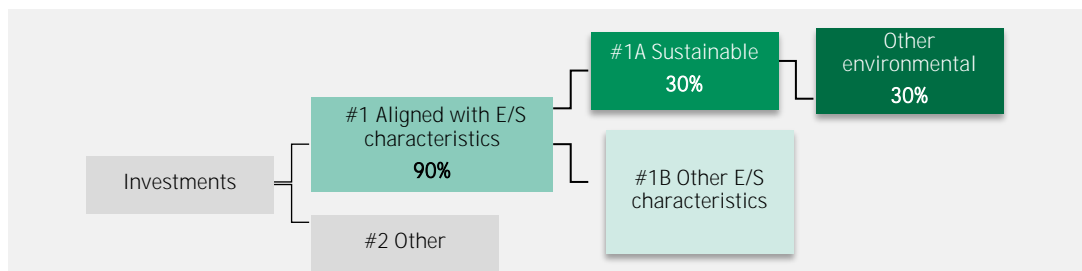 #1A Sustainable
30%
Other
environmental
30%
#1 Aligned with E/S
characteristics
90%
Investments
#1B Other E/S
characteristics
#2 Other